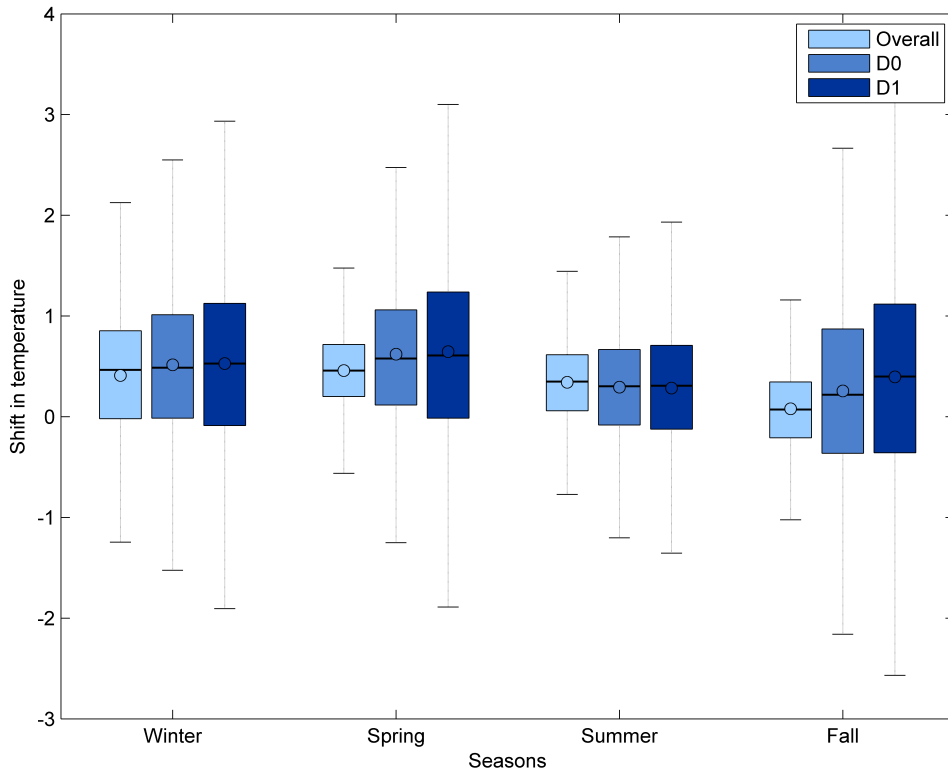 4
3
2
1
0
-1
-2
-3
Shift in temperature
Overall
D0
D1
Winter Spring Summer Fall
Seasons